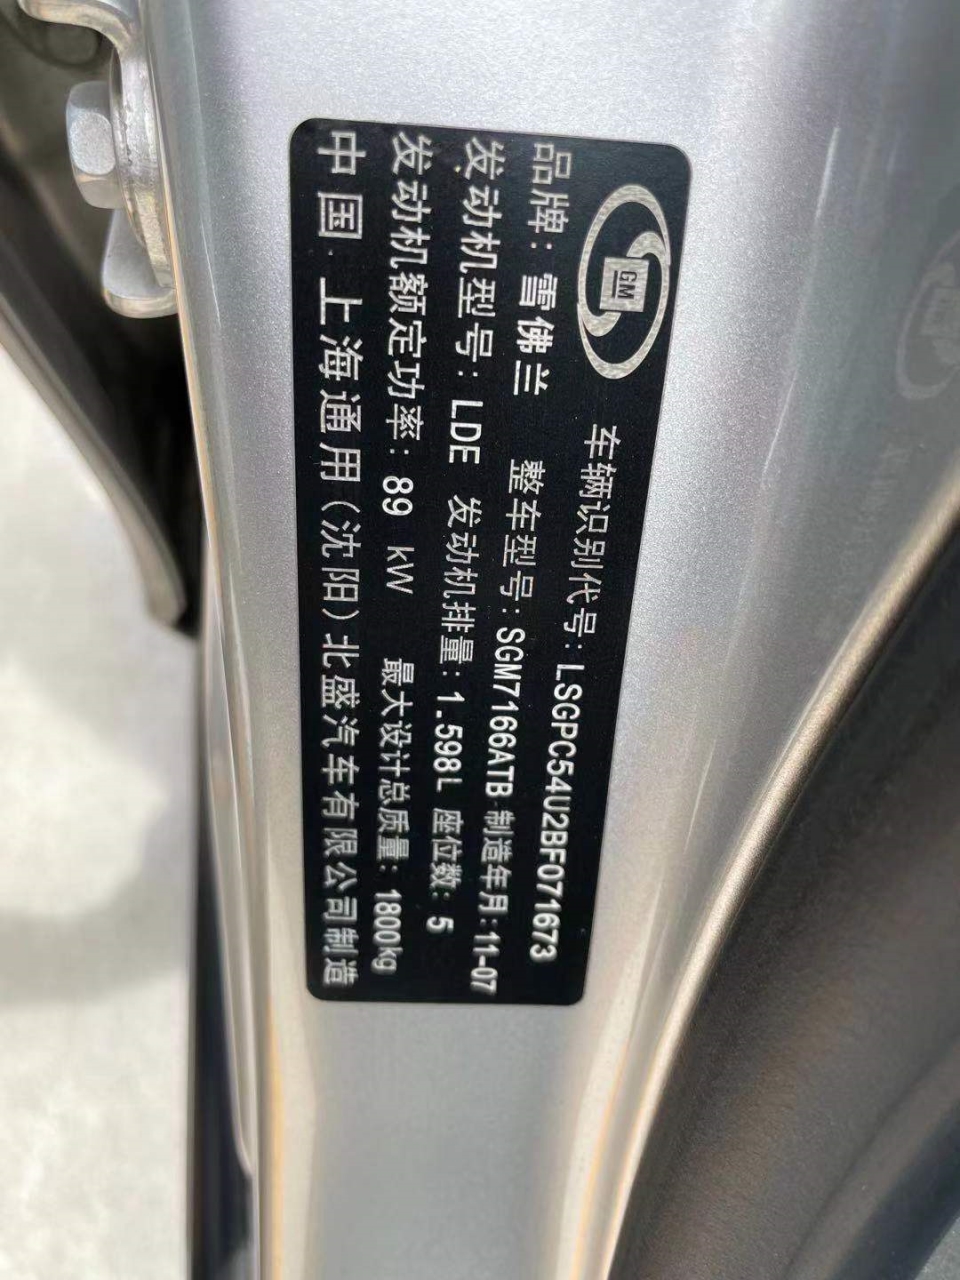 GM
车辆识别代号:LSGPC54U2BF071673
品牌:雪佛兰 整车型号:SGM7166ATB 制造年月:11-07
发动机型号:LDE 发动机排量:1.598L 座位数:5
发动机额定功率:89 kW 最大设计总质量:1800kg
中国.上海通用(沈阳)北盛汽车有限公司制造